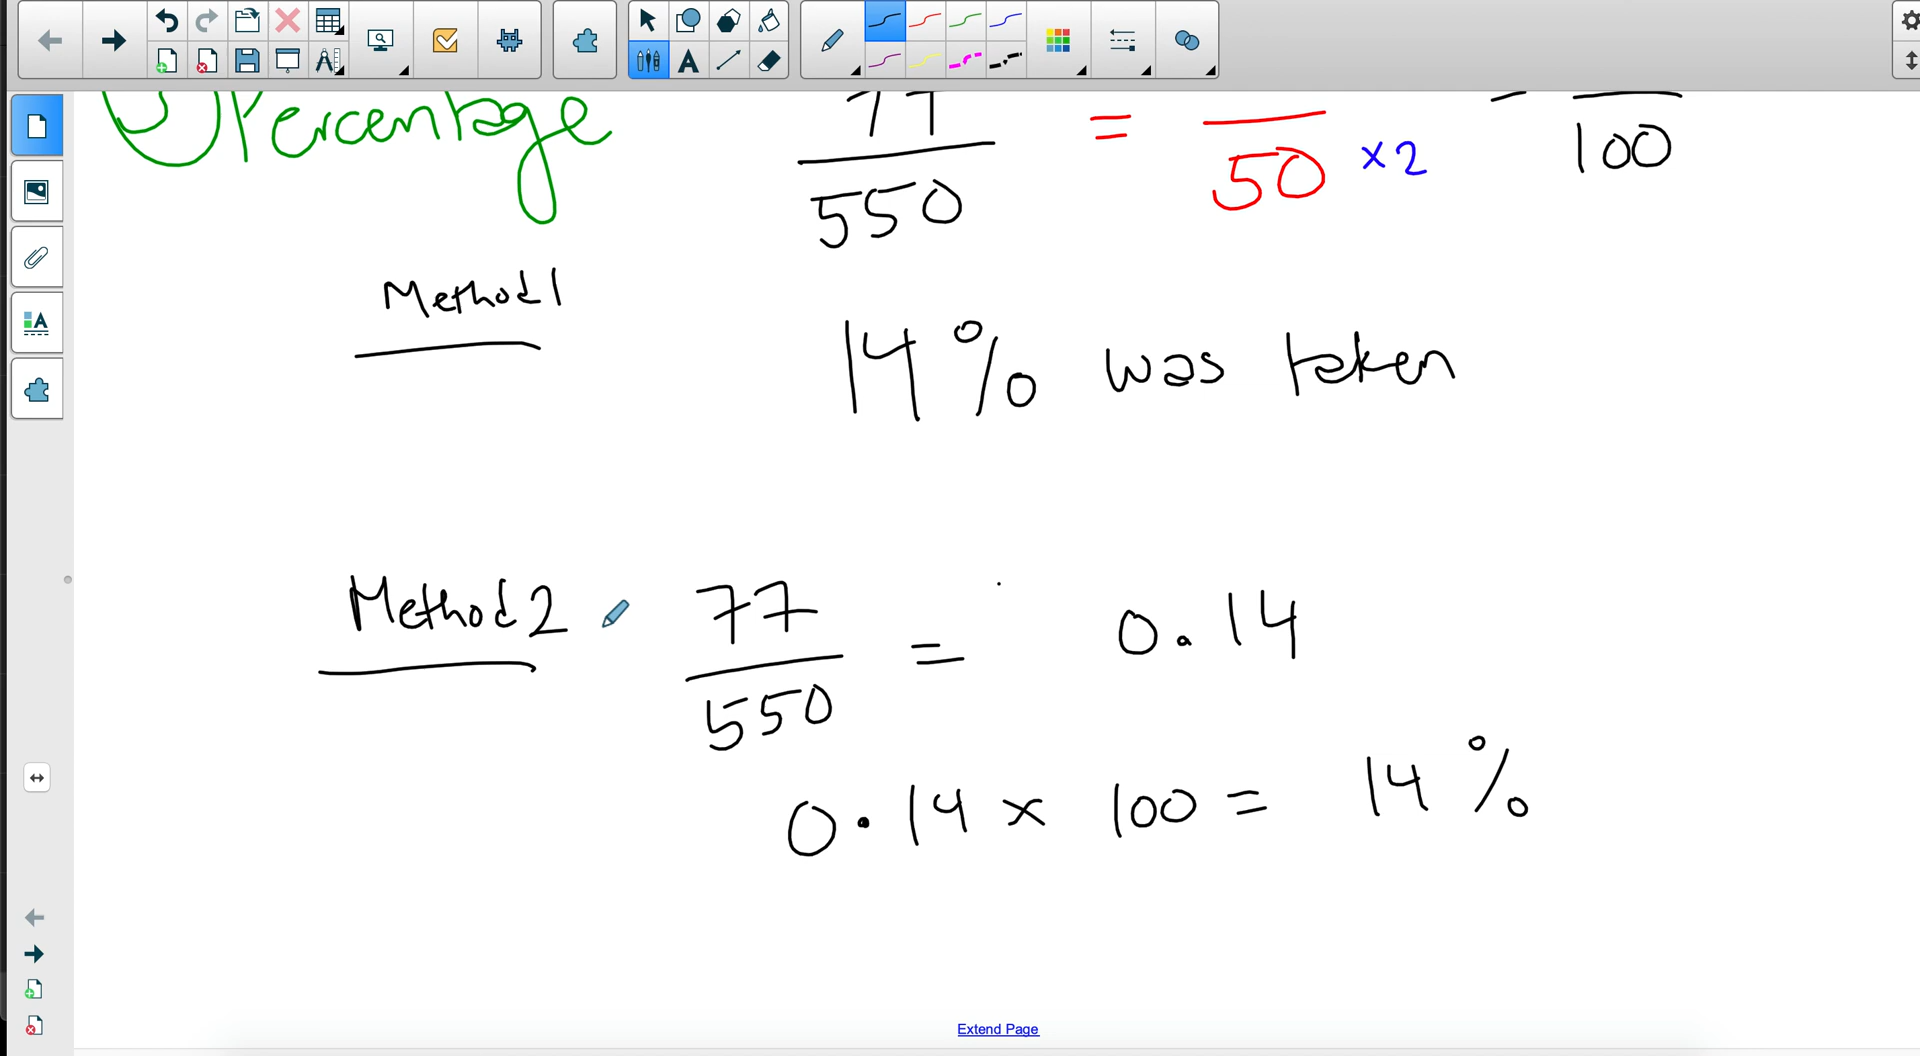 Percentage
77
550
=
50 ×2
=
100
Method 1
14% was taken
Method 2
77
550
= 0.14
0.14 × 100 = 14%
Extend Page